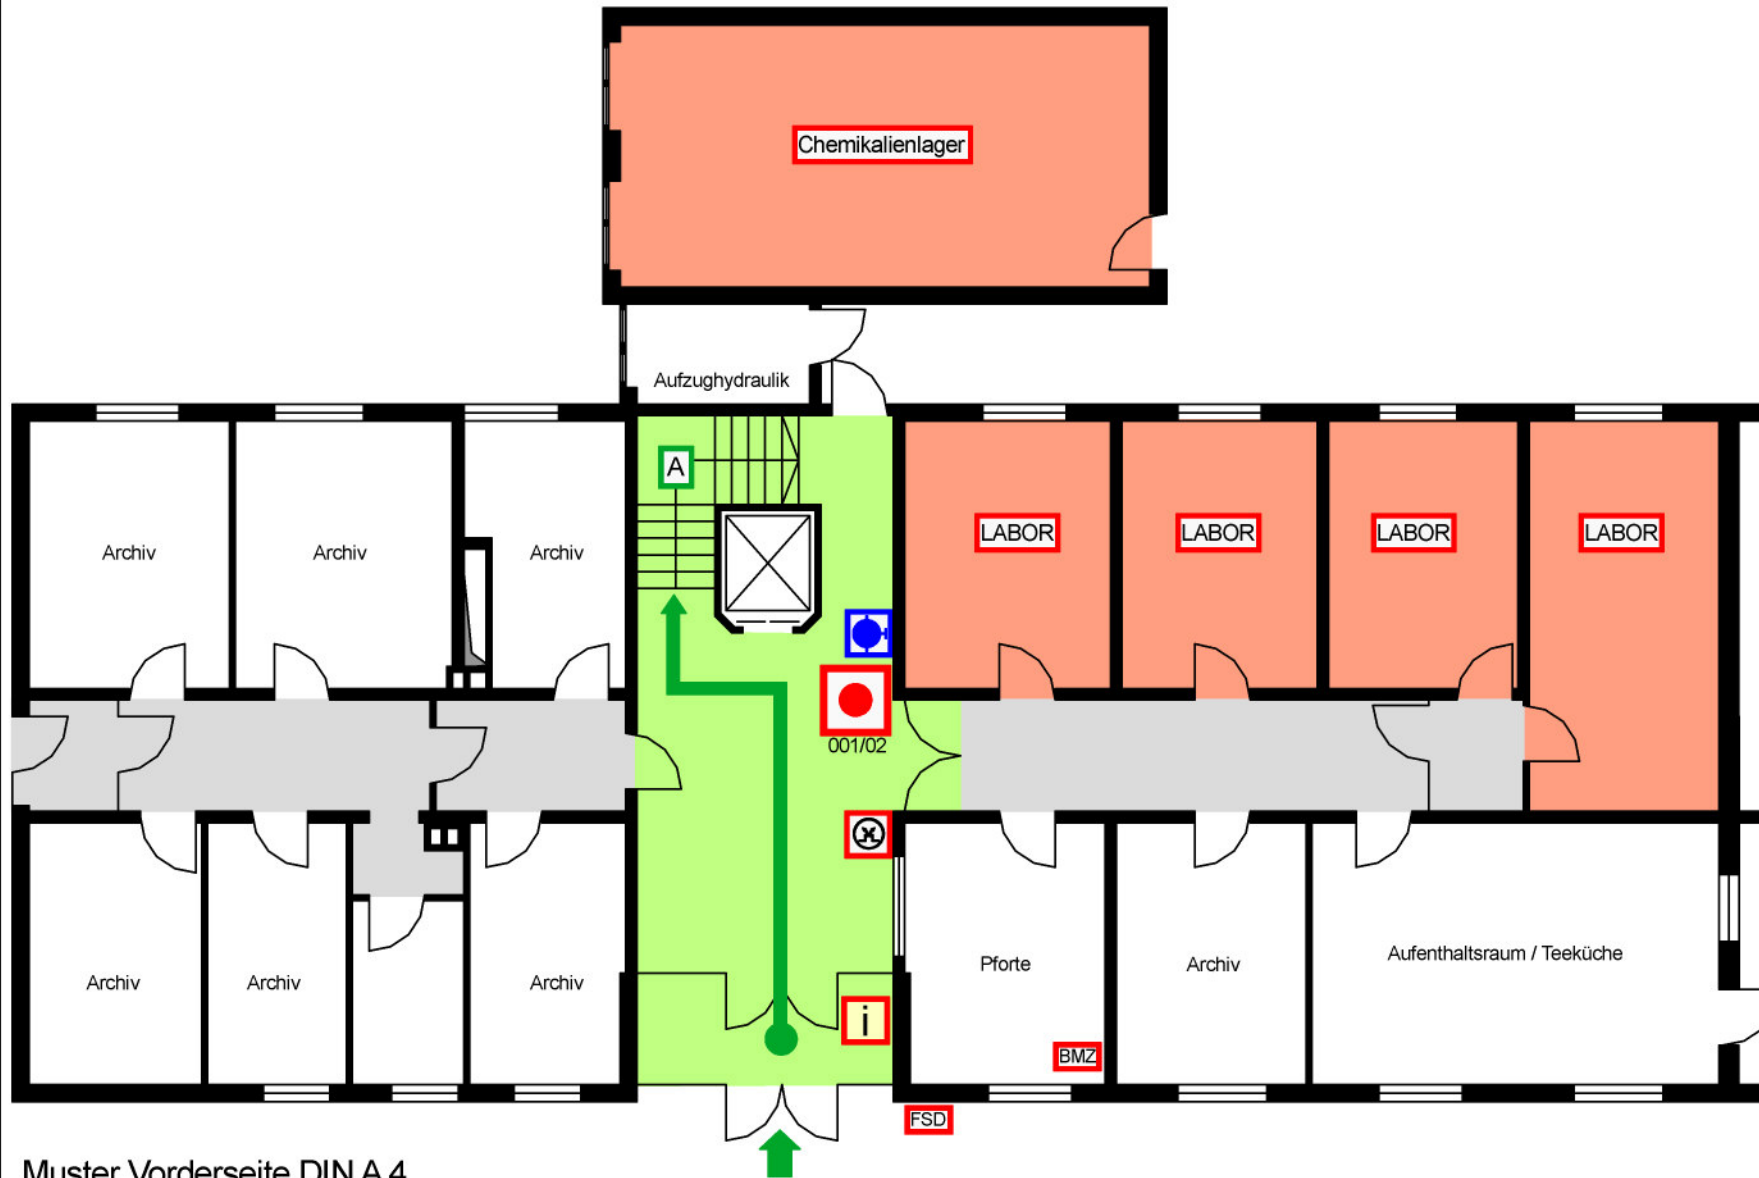 Chemikalienlager
Aufzughydraulik
A
Archiv
Archiv
Archiv
LABOR
LABOR
LABOR
LABOR
001/02
Archiv
Archiv
Archiv
Pforte
Archiv
Aufenthaltsraum / Teeküche
i
BMZ
FSD
Muster Vorderseite DIN A 4